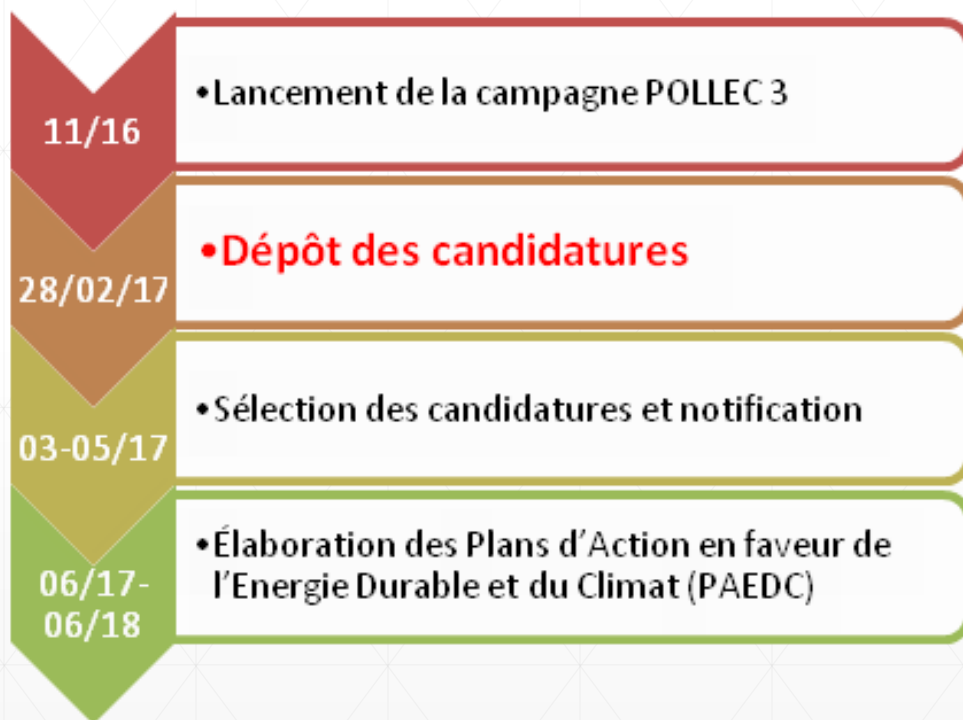 11/16
•Lancement de la campagne POLLEC 3
28/02/17
•Dépôt des candidatures
03-05/17
•Sélection des candidatures et notification
06/17-
06/18
•Élaboration des Plans d’Action en faveur de
l’Energie Durable et du Climat (PAEDC)